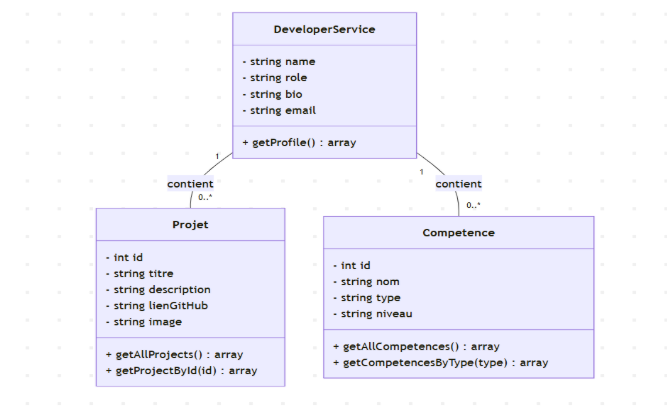 DeveloperService
- string name
- string role
- string bio
- string email
+ getProfile() : array
1
contient
0..*
1
contient
0..*
Projet
- int id
- string titre
- string description
- string lienGitHub
- string image
+ getAllProjects() : array
+ getProjectById(id) : array
Competence
- int id
- string nom
- string type
- string niveau
+ getAllCompetences() : array
+ getCompetencesByType(type) : array